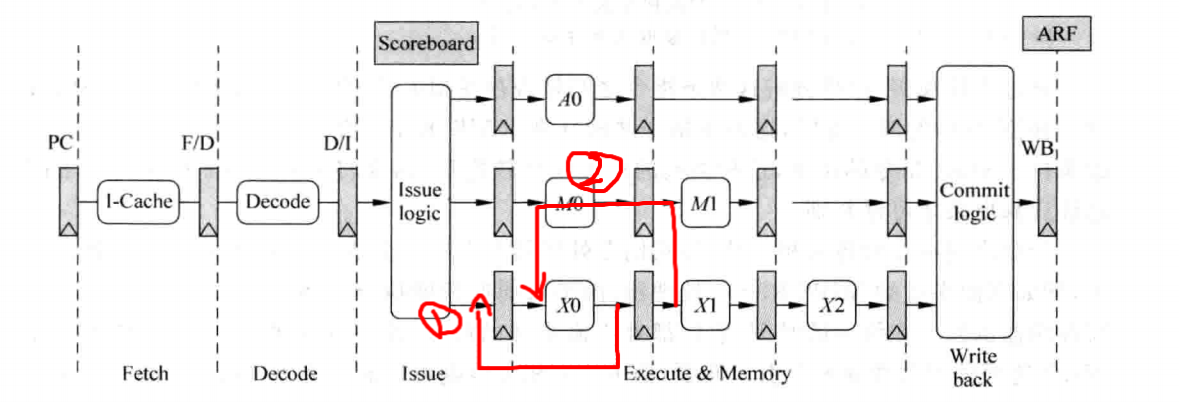 Scoreboard
ARF
PC
F/D
D/I
WB
I-Cache
Decode
Issue
logic
A0
M0
M1
X0
X1
X2
Commit
logic
2
1
Fetch
Decode
Issue
Execute & Memory
Write
back